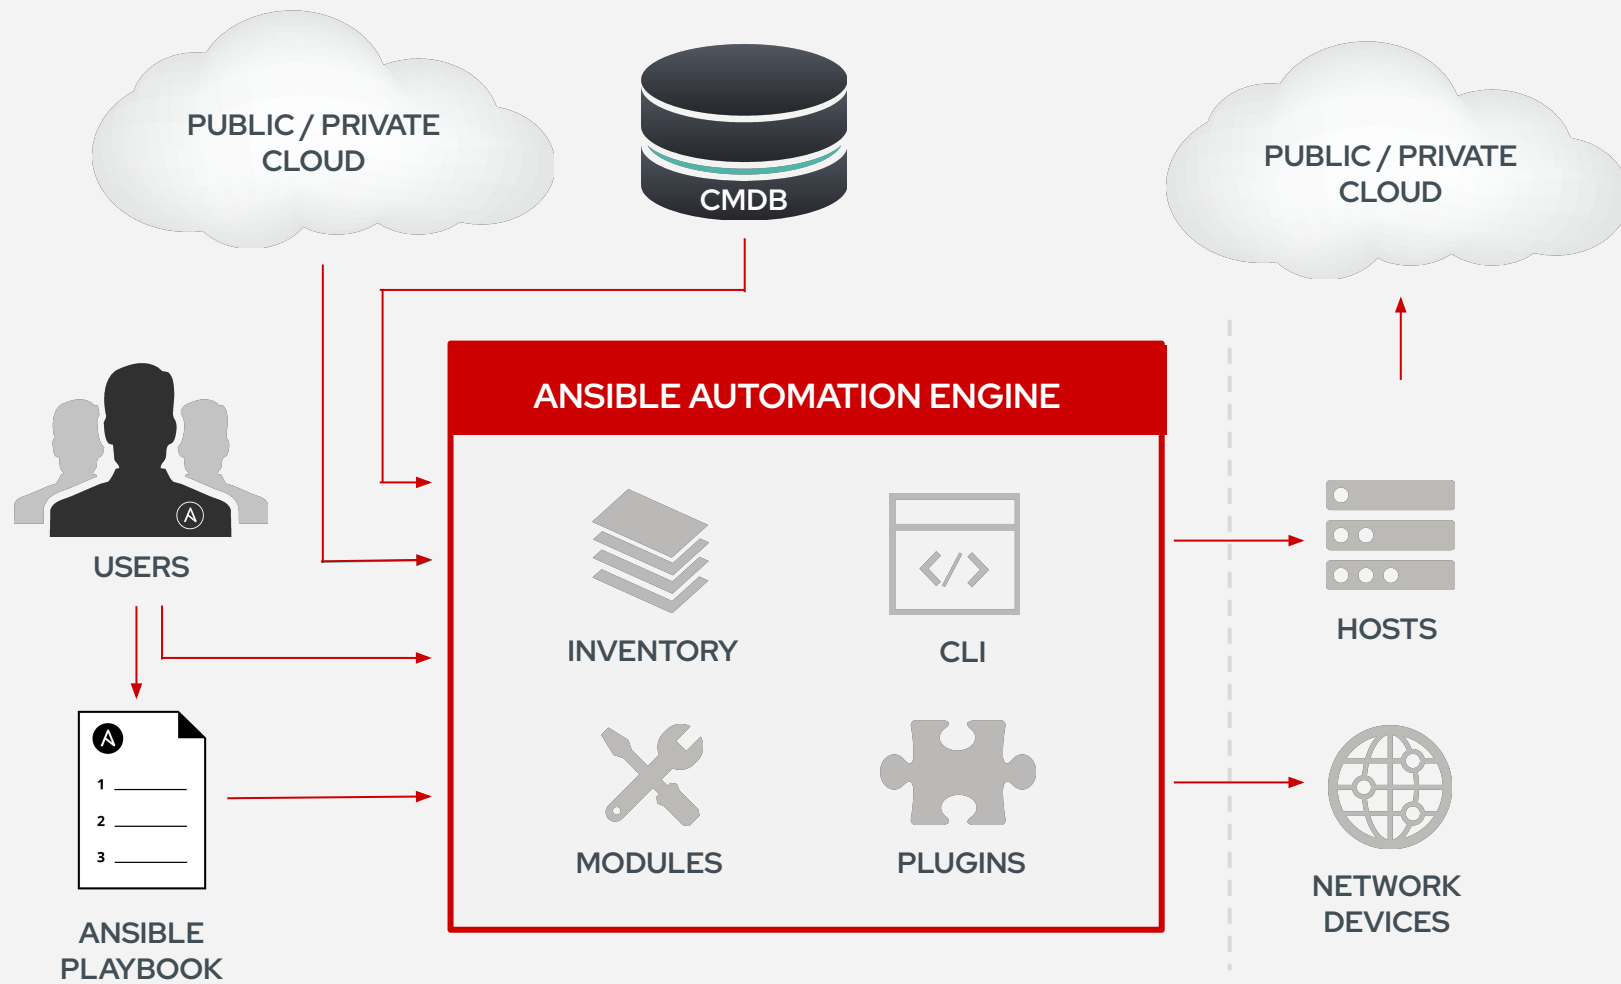 PUBLIC / PRIVATE
CLOUD
CMDB
PUBLIC / PRIVATE
CLOUD
ANSIBLE AUTOMATION ENGINE
USERS
INVENTORY
CLI
HOSTS
1
2
3
MODULES
PLUGINS
NETWORK
DEVICES
ANSIBLE
PLAYBOOK